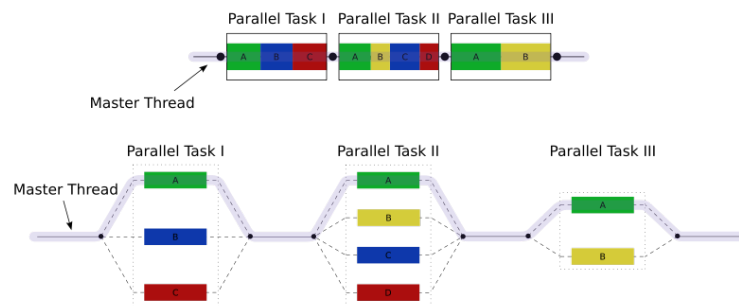 Parallel Task I Parallel Task II Parallel Task III
A B C A B C D A B
Master Thread
Parallel Task I Parallel Task II Parallel Task III
A A
Master Thread A
B
B
C B
C D